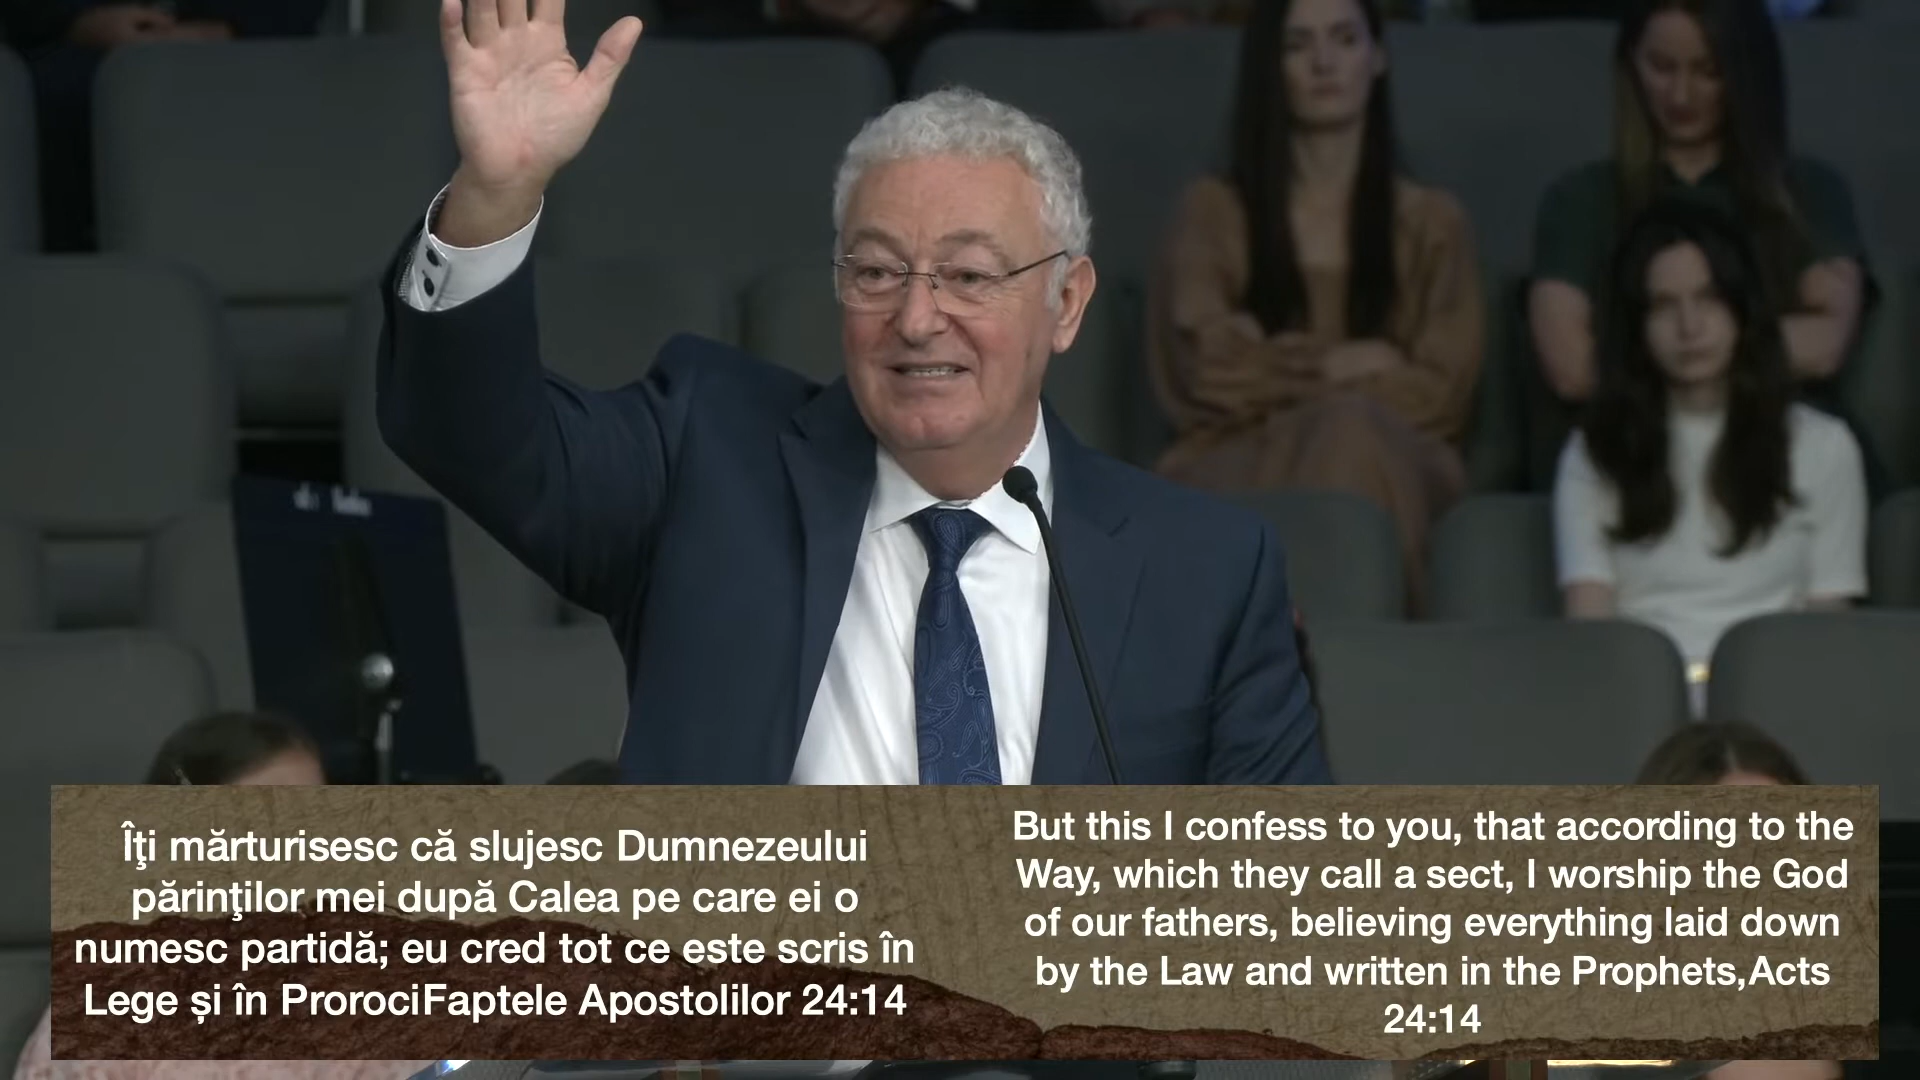 Îţi mărturisesc că slujesc Dumnezeului
părinţilor mei după Calea pe care ei o
numesc partidă; eu cred tot ce este scris în
Lege și în ProrociFaptele Apostolilor 24:14
But this I confess to you, that according to the
Way, which they call a sect, I worship the God
of our fathers, believing everything laid down
by the Law and written in the Prophets,Acts
24:14